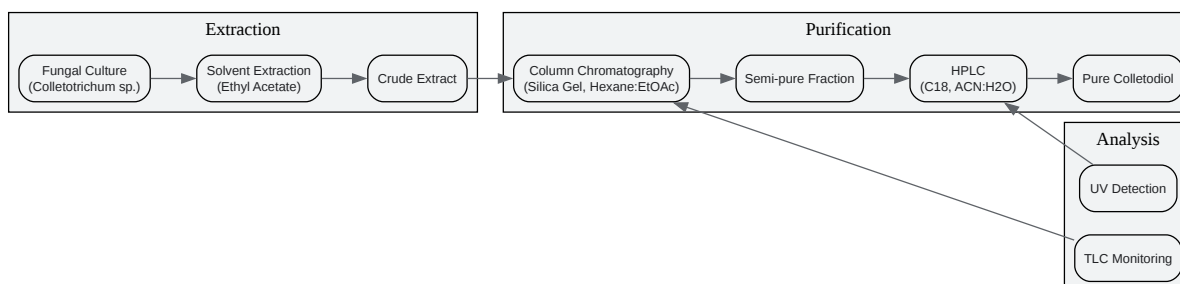 Extraction
Fungal Culture
(Colletotrichum sp.)
Solvent Extraction
(Ethyl Acetate)
Crude Extract
Purification
Column Chromatography
(Silica Gel, Hexane:EtOAc)
Semi-pure Fraction
HPLC
(C18, ACN:H2O)
Pure Colletodiol
Analysis
UV Detection
TLC Monitoring